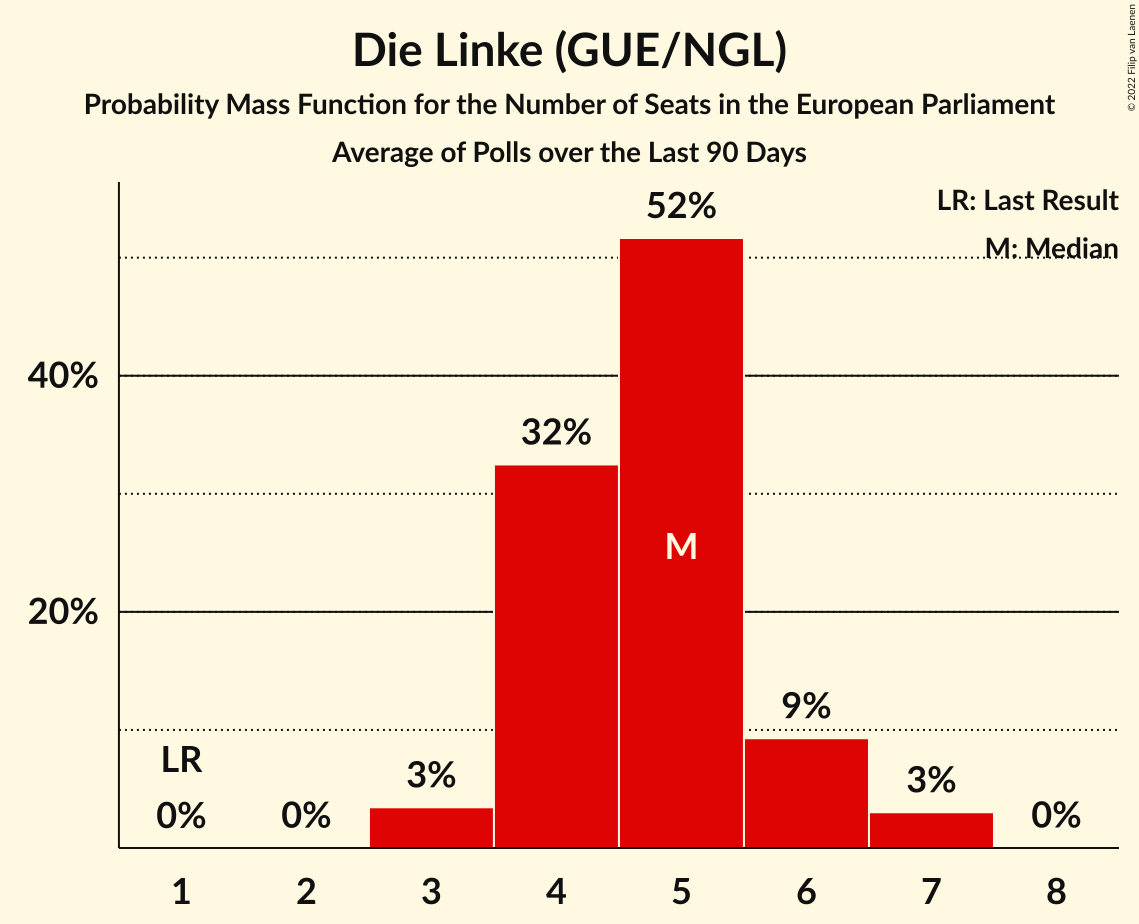 Die Linke (GUE/NGL)
Probability Mass Function for the Number of Seats in the European Parliament
Average of Polls over the Last 90 Days
© 2022 Filip van Laenen
LR: Last Result
M: Median
52%
40%
32%
M
20%
9%
LR
3%
3%
0%
0%
0%
1 2 3 4 5 6 7 8